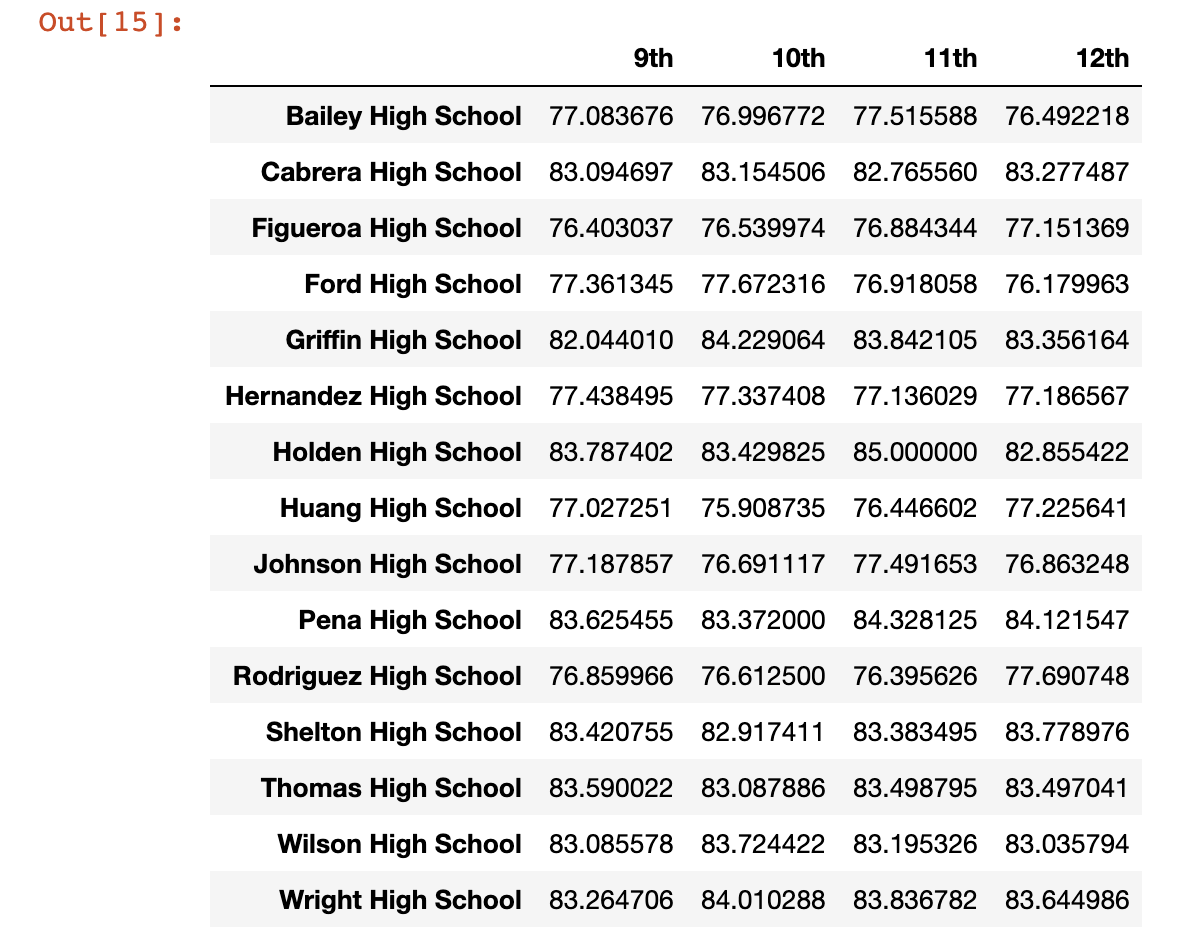 Out[15]:
9th 10th 11th 12th
Bailey High School 77.083676 76.996772 77.515588 76.492218
Cabrera High School 83.094697 83.154506 82.765560 83.277487
Figueroa High School 76.403037 76.539974 76.884344 77.151369
Ford High School 77.361345 77.672316 76.918058 76.179963
Griffin High School 82.044010 84.229064 83.842105 83.356164
Hernandez High School 77.438495 77.337408 77.136029 77.186567
Holden High School 83.787402 83.429825 85.000000 82.855422
Huang High School 77.027251 75.908735 76.446602 77.225641
Johnson High School 77.187857 76.691117 77.491653 76.863248
Pena High School 83.625455 83.372000 84.328125 84.121547
Rodriguez High School 76.859966 76.612500 76.395626 77.690748
Shelton High School 83.420755 82.917411 83.383495 83.778976
Thomas High School 83.590022 83.087886 83.498795 83.497041
Wilson High School 83.085578 83.724422 83.195326 83.035794
Wright High School 83.264706 84.010288 83.836782 83.644986